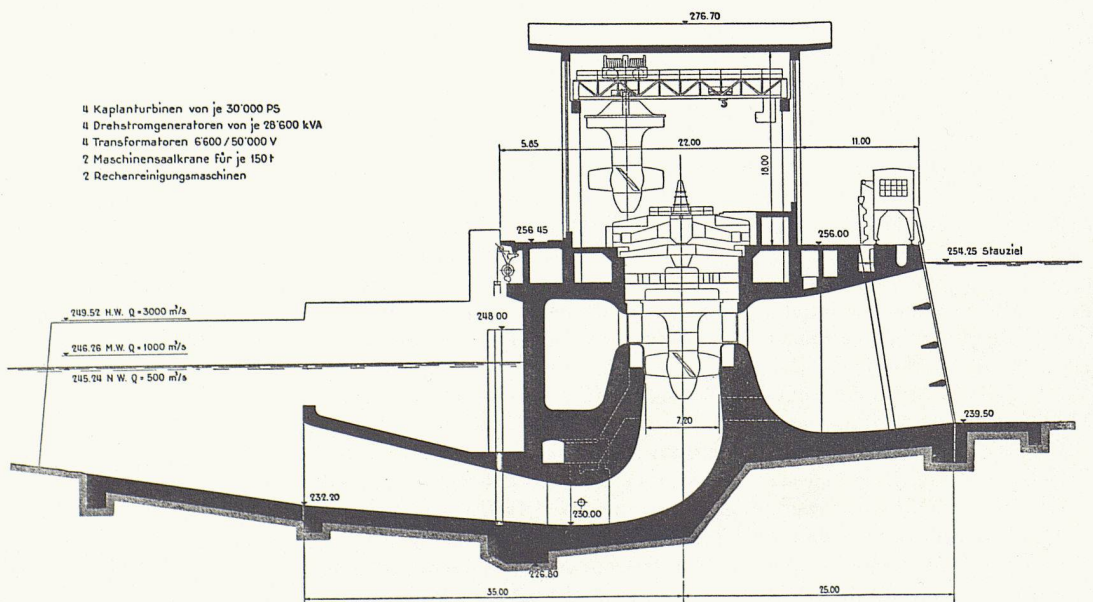 276.70
4 Kaplanturbinen von je 30'000 PS
4 Drehstromgeneratoren von je 28'600 kVA
4 Transformatoren 6'600/50'000 V
2 Maschinensaalkrane für je 150 t
2 Rechenreinigungsmaschinen
5.85
22.00
11.00
18.00
256.45
256.00
254.25 Stauziel
249.52 H.W. Q = 3000 m³/s
248.00
246.26 M.W. Q = 1000 m³/s
245.24 N.W. Q = 500 m³/s
7.20
239.50
232.20
230.00
226.80
35.00
25.00